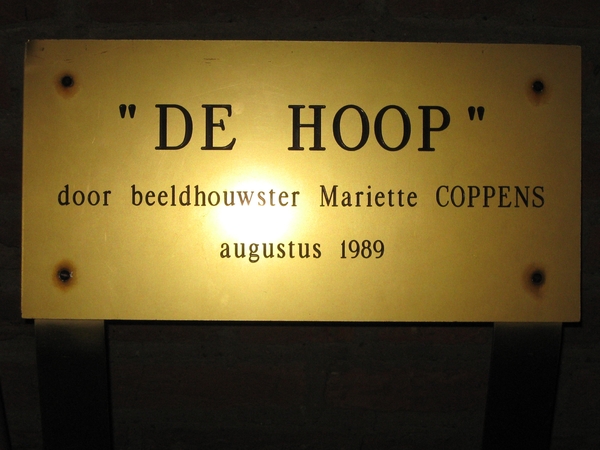 "DE HOOP"
door beeldhouwster Mariette COPPENS
augustus 1989